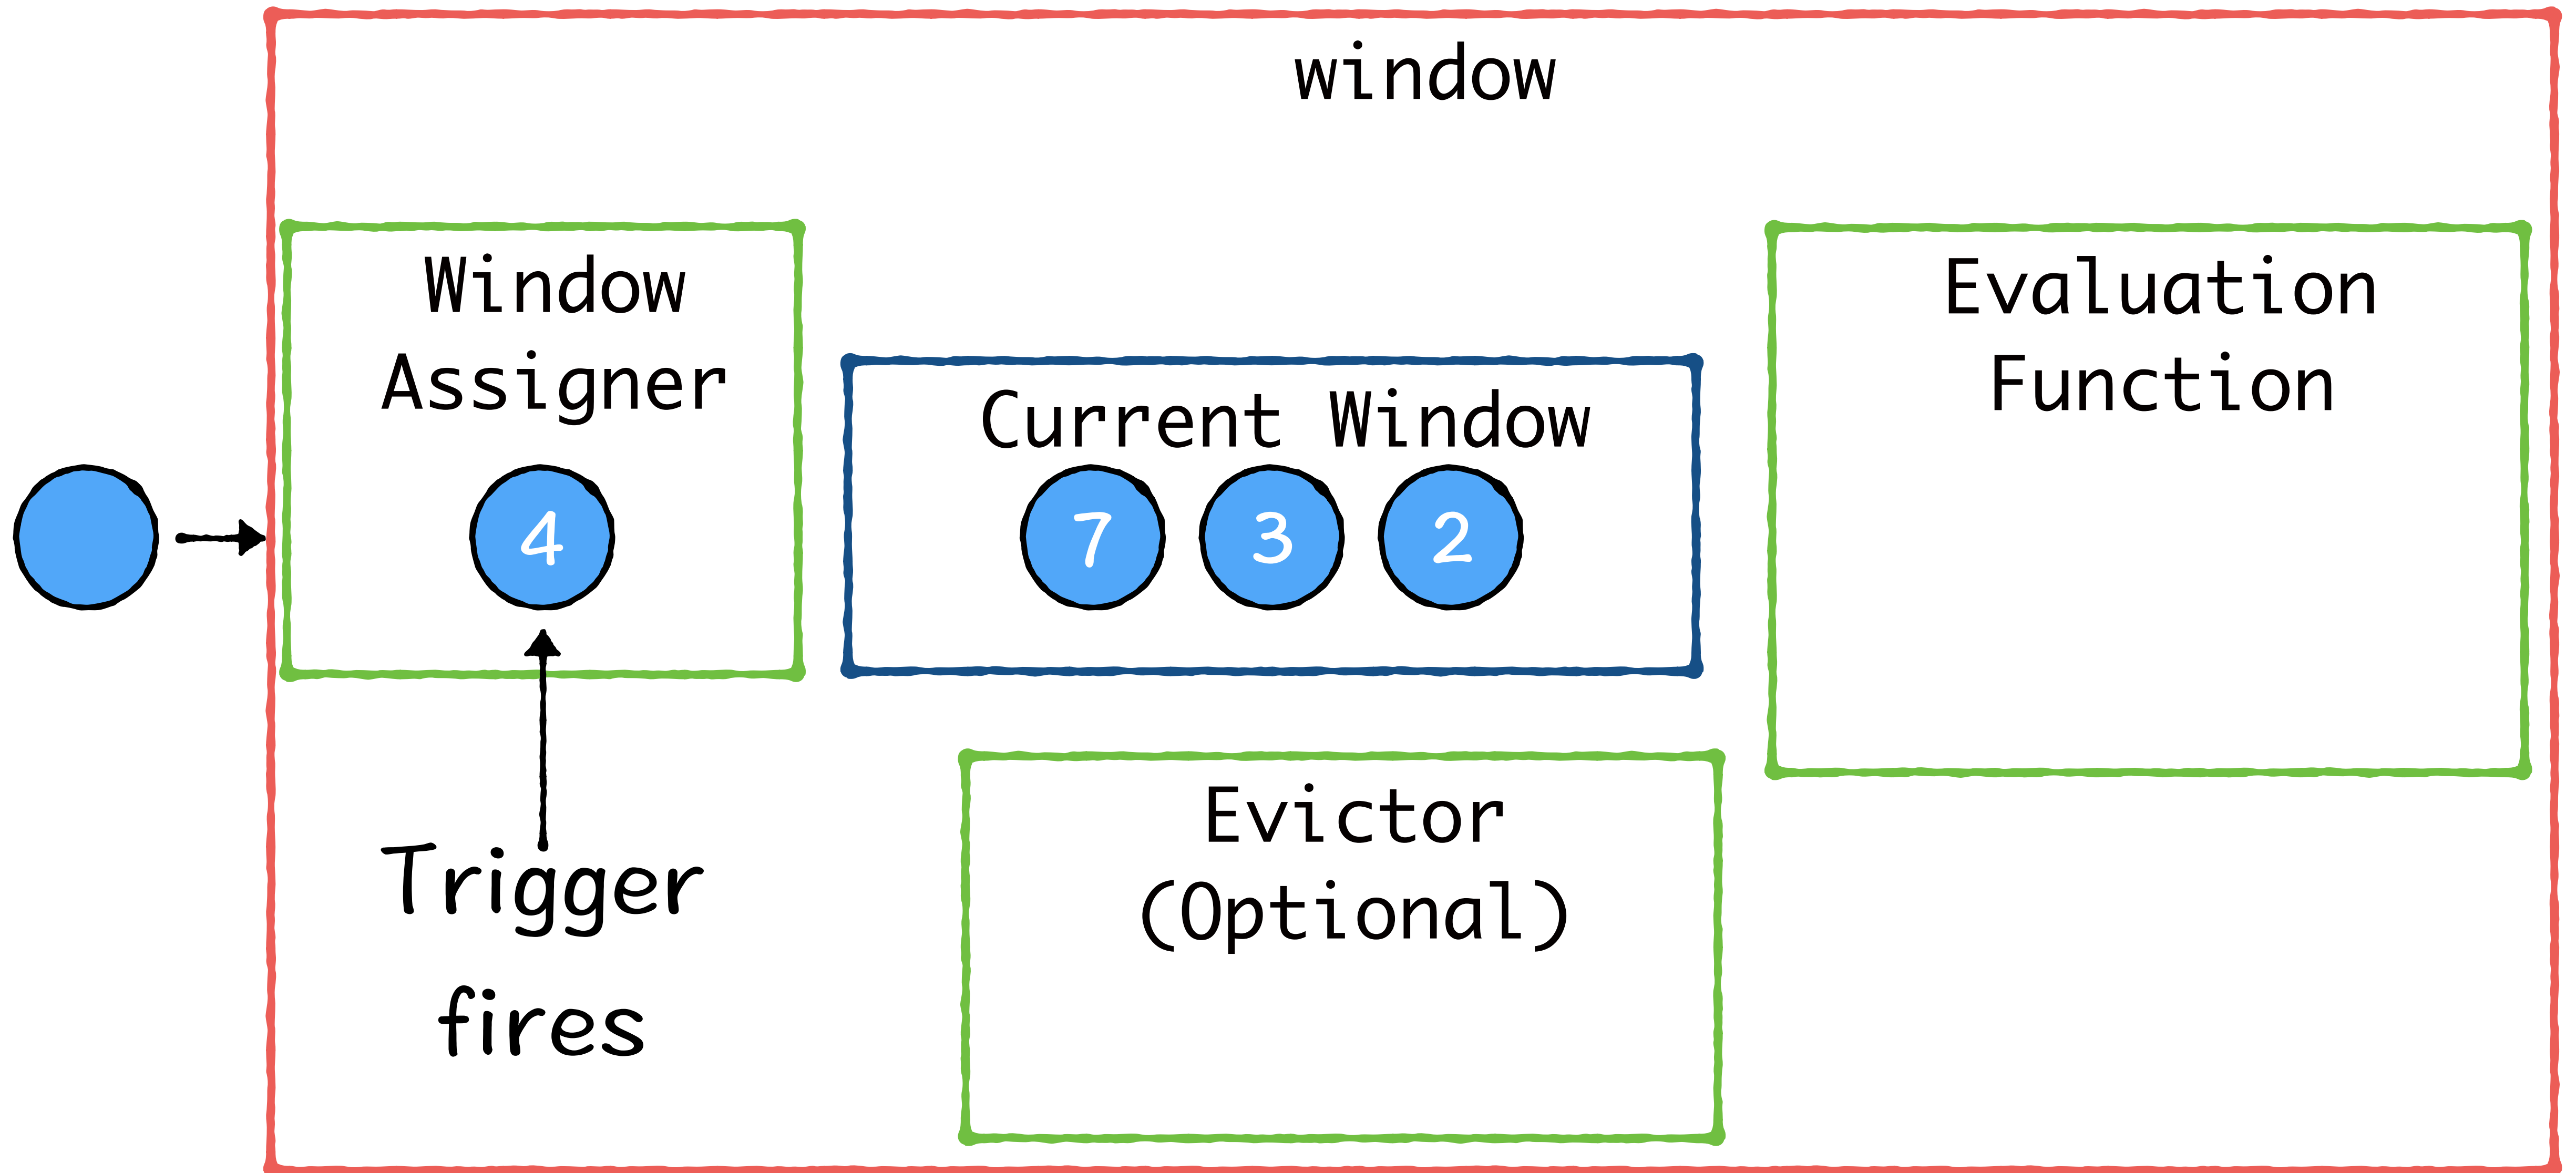 window
Window
Assigner
4
Current Window
7 3 2
Evaluation
Function
Trigger
fires
Evictor
(Optional)